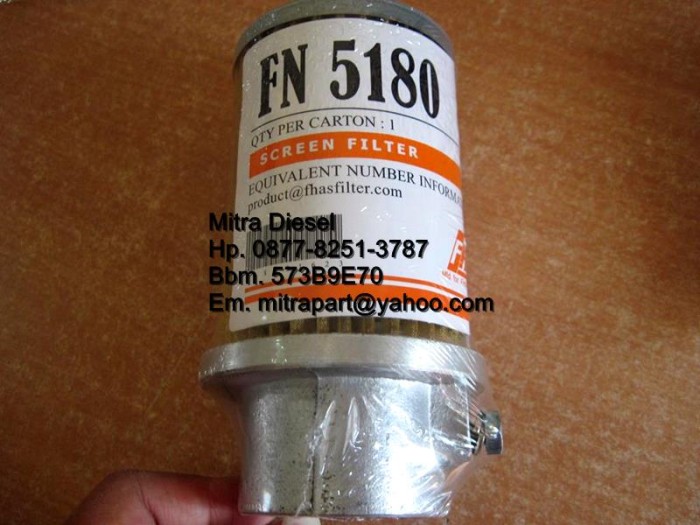 FN 5180
QTY PER CARTON : 1
SCREEN FILTER
EQUIVALENT NUMBER INFORMA
product@fhasfilter.com
Mitra Diesel
Hp. 0877-8251-3787
Bbm. 573B9E70
Em. mitrapart@yahoo.com